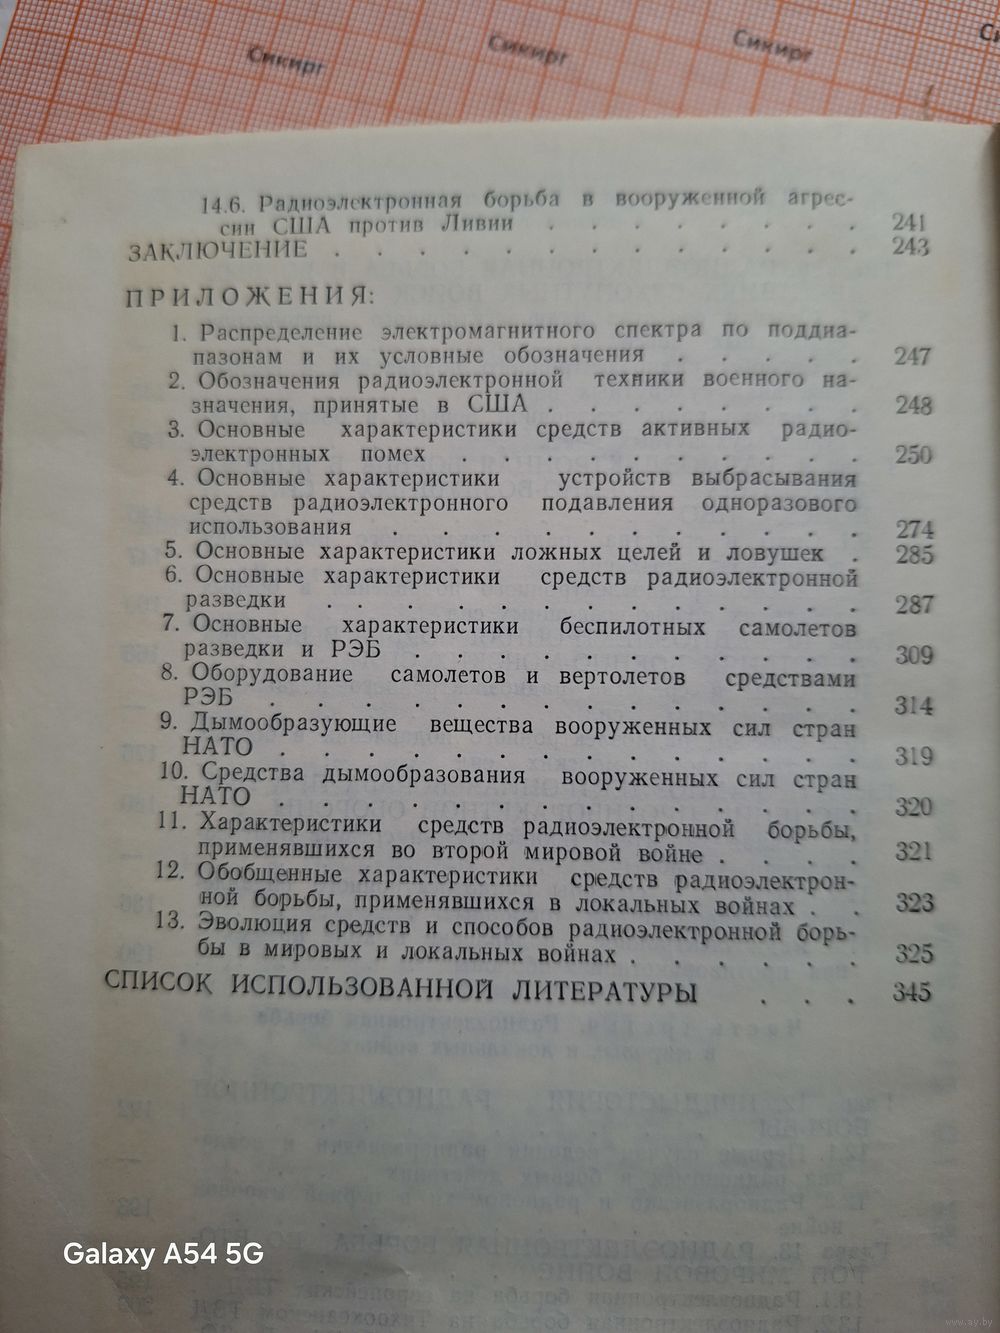 Сикирг
Сикирг
Сикирг
14.6. Радиоэлектронная борьба в вооруженной агрес-
сии США против Ливии . . . . . . . 241
ЗАКЛЮЧЕНИЕ . . . . . . . . . . . . . 243
ПРИЛОЖЕНИЯ:
1. Распределение электромагнитного спектра по поддиа-
пазонам и их условные обозначения . . . . . 247
2. Обозначения радиоэлектронной техники военного на-
значения, принятые в США . . . . . . . 248
3. Основные характеристики средств активных радио-
электронных помех . . . . . . . . . . 250
4. Основные характеристики устройств выбрасывания
средств радиоэлектронного подавления одноразового
использования . . . . . . . . . . . 274
5. Основные характеристики ложных целей и ловушек . 285
6. Основные характеристики средств радиоэлектронной
разведки . . . . . . . . . . . . . 287
7. Основные характеристики беспилотных самолетов
разведки и РЭБ . . . . . . . . . . . 309
8. Оборудование самолетов и вертолетов средствами
РЭБ . . . . . . . . . . . . . . 314
9. Дымообразующие вещества вооруженных сил стран
НАТО . . . . . . . . . . . . . . 319
10. Средства дымообразования вооруженных сил стран
НАТО . . . . . . . . . . . . . . 320
11. Характеристики средств радиоэлектронной борьбы,
применявшихся во второй мировой войне . . . . 321
12. Обобщенные характеристики средств радиоэлектрон-
ной борьбы, применявшихся в локальных войнах . . 323
13. Эволюция средств и способов радиоэлектронной борь-
бы в мировых и локальных войнах . . . . . . 325
СПИСОК ИСПОЛЬЗОВАННОЙ ЛИТЕРАТУРЫ . . . 345
Galaxy A54 5G
www.ay.by